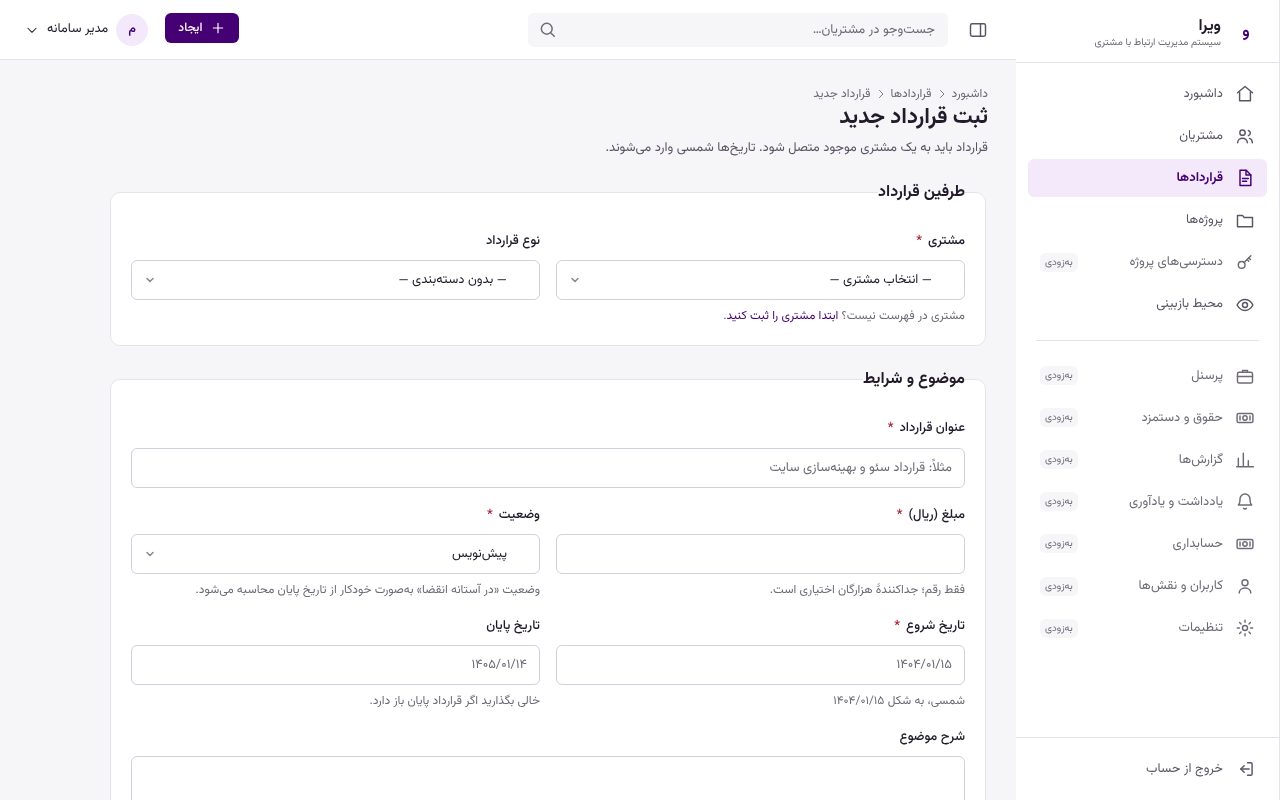 و
ویرا
سیستم مدیریت ارتباط با مشتری
داشبورد
مشتریان
قراردادها
پروژه‌ها
دسترسی‌های پروژه
به‌زودی
محیط بازبینی
پرسنل
به‌زودی
حقوق و دستمزد
به‌زودی
گزارش‌ها
به‌زودی
یادداشت و یادآوری
به‌زودی
حسابداری
به‌زودی
کاربران و نقش‌ها
به‌زودی
تنظیمات
به‌زودی
خروج از حساب
جست‌وجو در مشتریان…
ایجاد
م
مدیر سامانه
داشبورد
قراردادها
قرارداد جدید
ثبت قرارداد جدید
قرارداد باید به یک مشتری موجود متصل شود. تاریخ‌ها شمسی وارد می‌شوند.
طرفین قرارداد
مشتری *
— انتخاب مشتری —
مشتری در فهرست نیست؟ ابتدا مشتری را ثبت کنید.
نوع قرارداد
— بدون دسته‌بندی —
موضوع و شرایط
عنوان قرارداد *
مثلاً: قرارداد سئو و بهینه‌سازی سایت
مبلغ (ریال) *
فقط رقم؛ جداکنندهٔ هزارگان اختیاری است.
وضعیت *
پیش‌نویس
وضعیت «در آستانه انقضا» به‌صورت خودکار از تاریخ پایان محاسبه می‌شود.
تاریخ شروع *
۱۴۰۴/۰۱/۱۵
شمسی، به شکل ۱۴۰۴/۰۱/۱۵
تاریخ پایان
۱۴۰۵/۰۱/۱۴
خالی بگذارید اگر قرارداد پایان باز دارد.
شرح موضوع